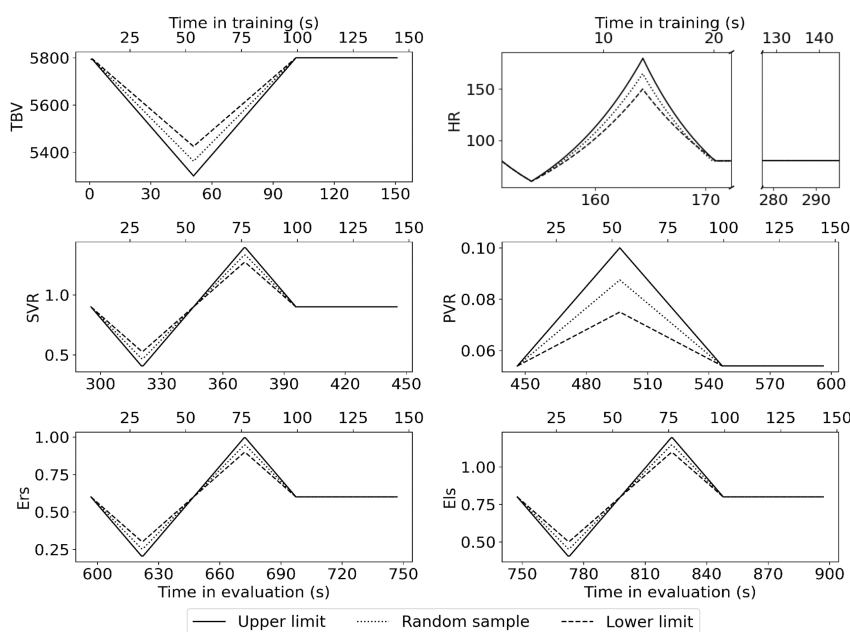 Time in training (s) Time in training (s)
25 50 75 100 125 150 10 20 130 140
TBV 5800 5600 5400 HR 150 100
0 30 60 90 120 150 160 170 280 290
25 50 75 100 125 150 25 50 75 100 125 150
SVR 1.0 0.5 PVR 0.10 0.08 0.06
300 330 360 390 420 450 450 480 510 540 570 600
25 50 75 100 125 150 25 50 75 100 125 150
Ers 1.00 0.75 0.50 0.25 Els 1.00 0.75 0.50
600 630 660 690 720 750 750 780 810 840 870 900
Time in evaluation (s) Time in evaluation (s)
Upper limit Random sample Lower limit